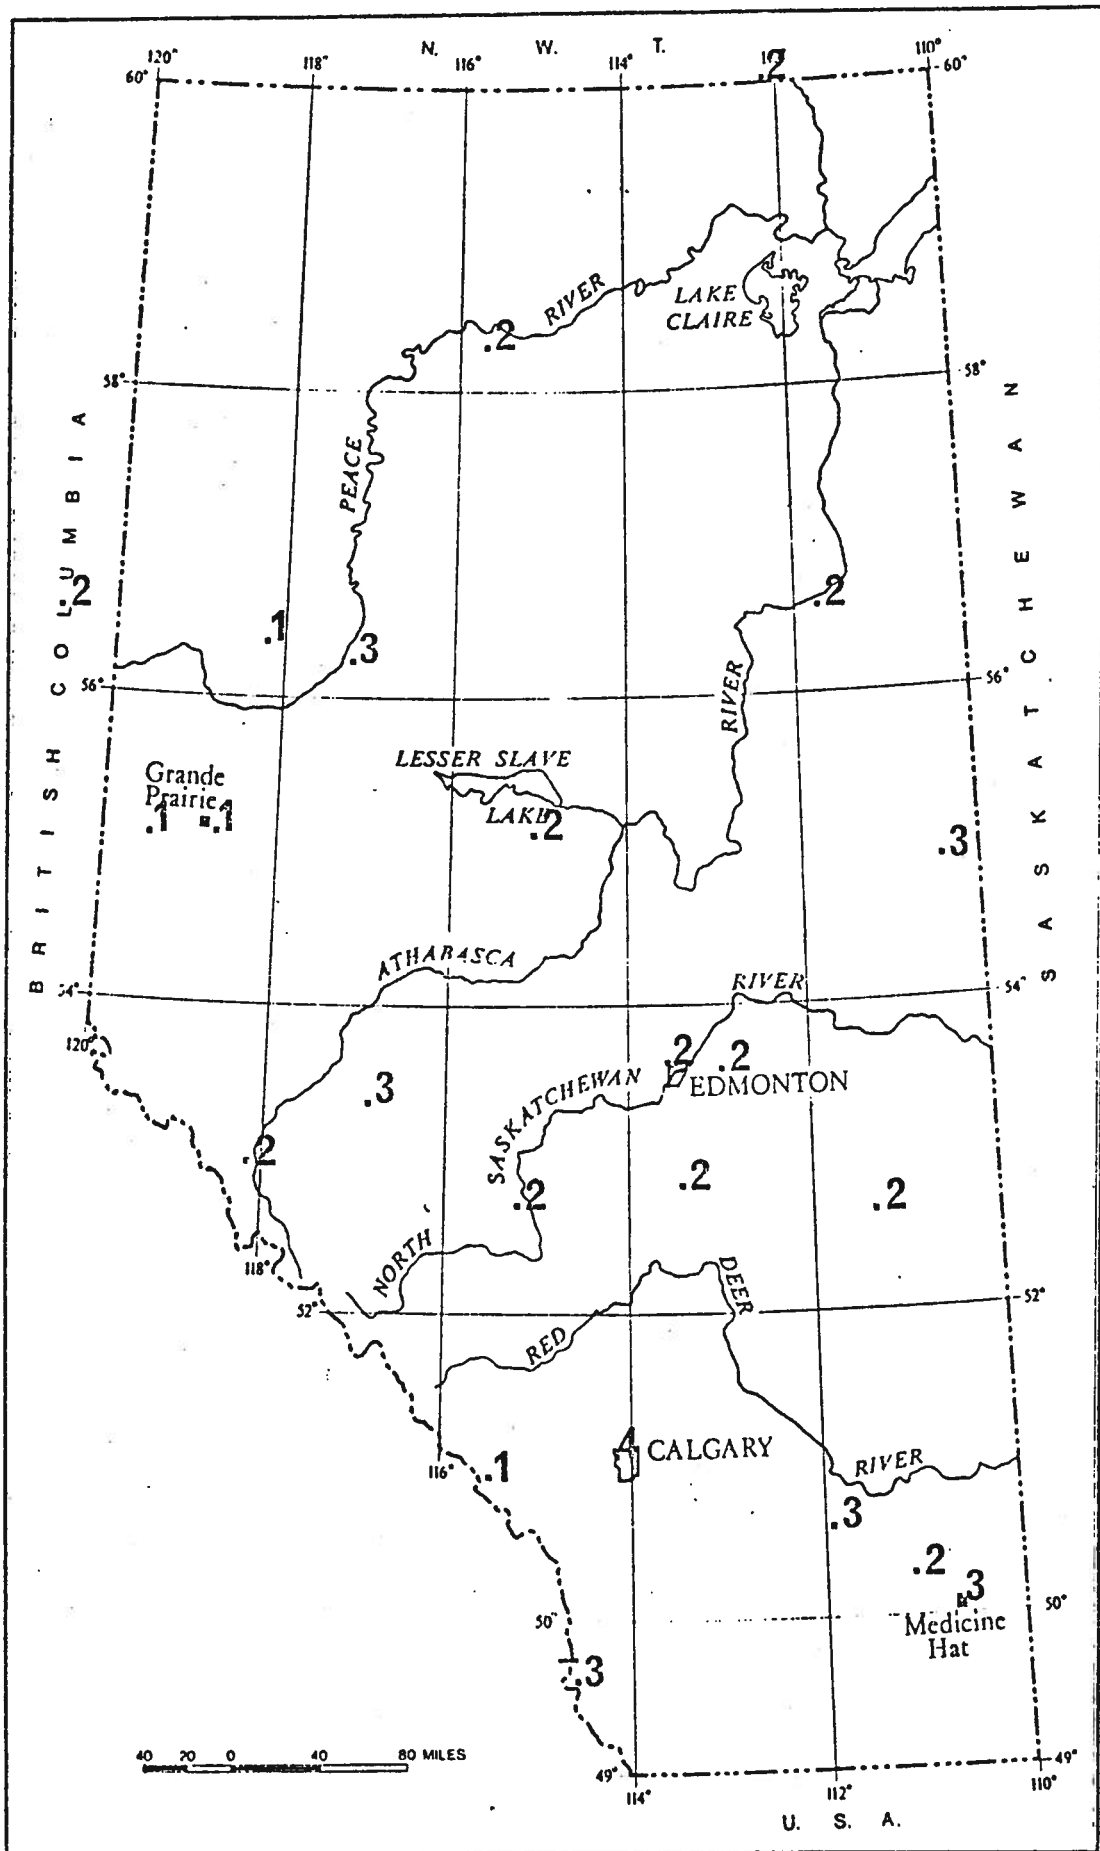 N. W. T.
120° 118° 116° 114° .2 110°
60° 60°
RIVER
LAKE
CLAIRE
.2
58° 58°
PEACE
BRITISH COLUMBIA
SASKATCHEWAN
.2
.2
.1
.3
56° 56°
RIVER
LESSER SLAVE
LAKE
.2
Grande
Prairie
.1 .1
.3
ATHABASCA
54° 54°
RIVER
120°
.2 .2
EDMONTON
.3
SASKATCHEWAN
.2
.2
.2
.2
NORTH
118°
52° 52°
DEER
RED
CALGARY
116°
.1
RIVER
.3
.2
.3
50° 50°
Medicine
Hat
.3
40 20 0 40 80 MILES
49° 49°
114° 112° 110°
U. S. A.